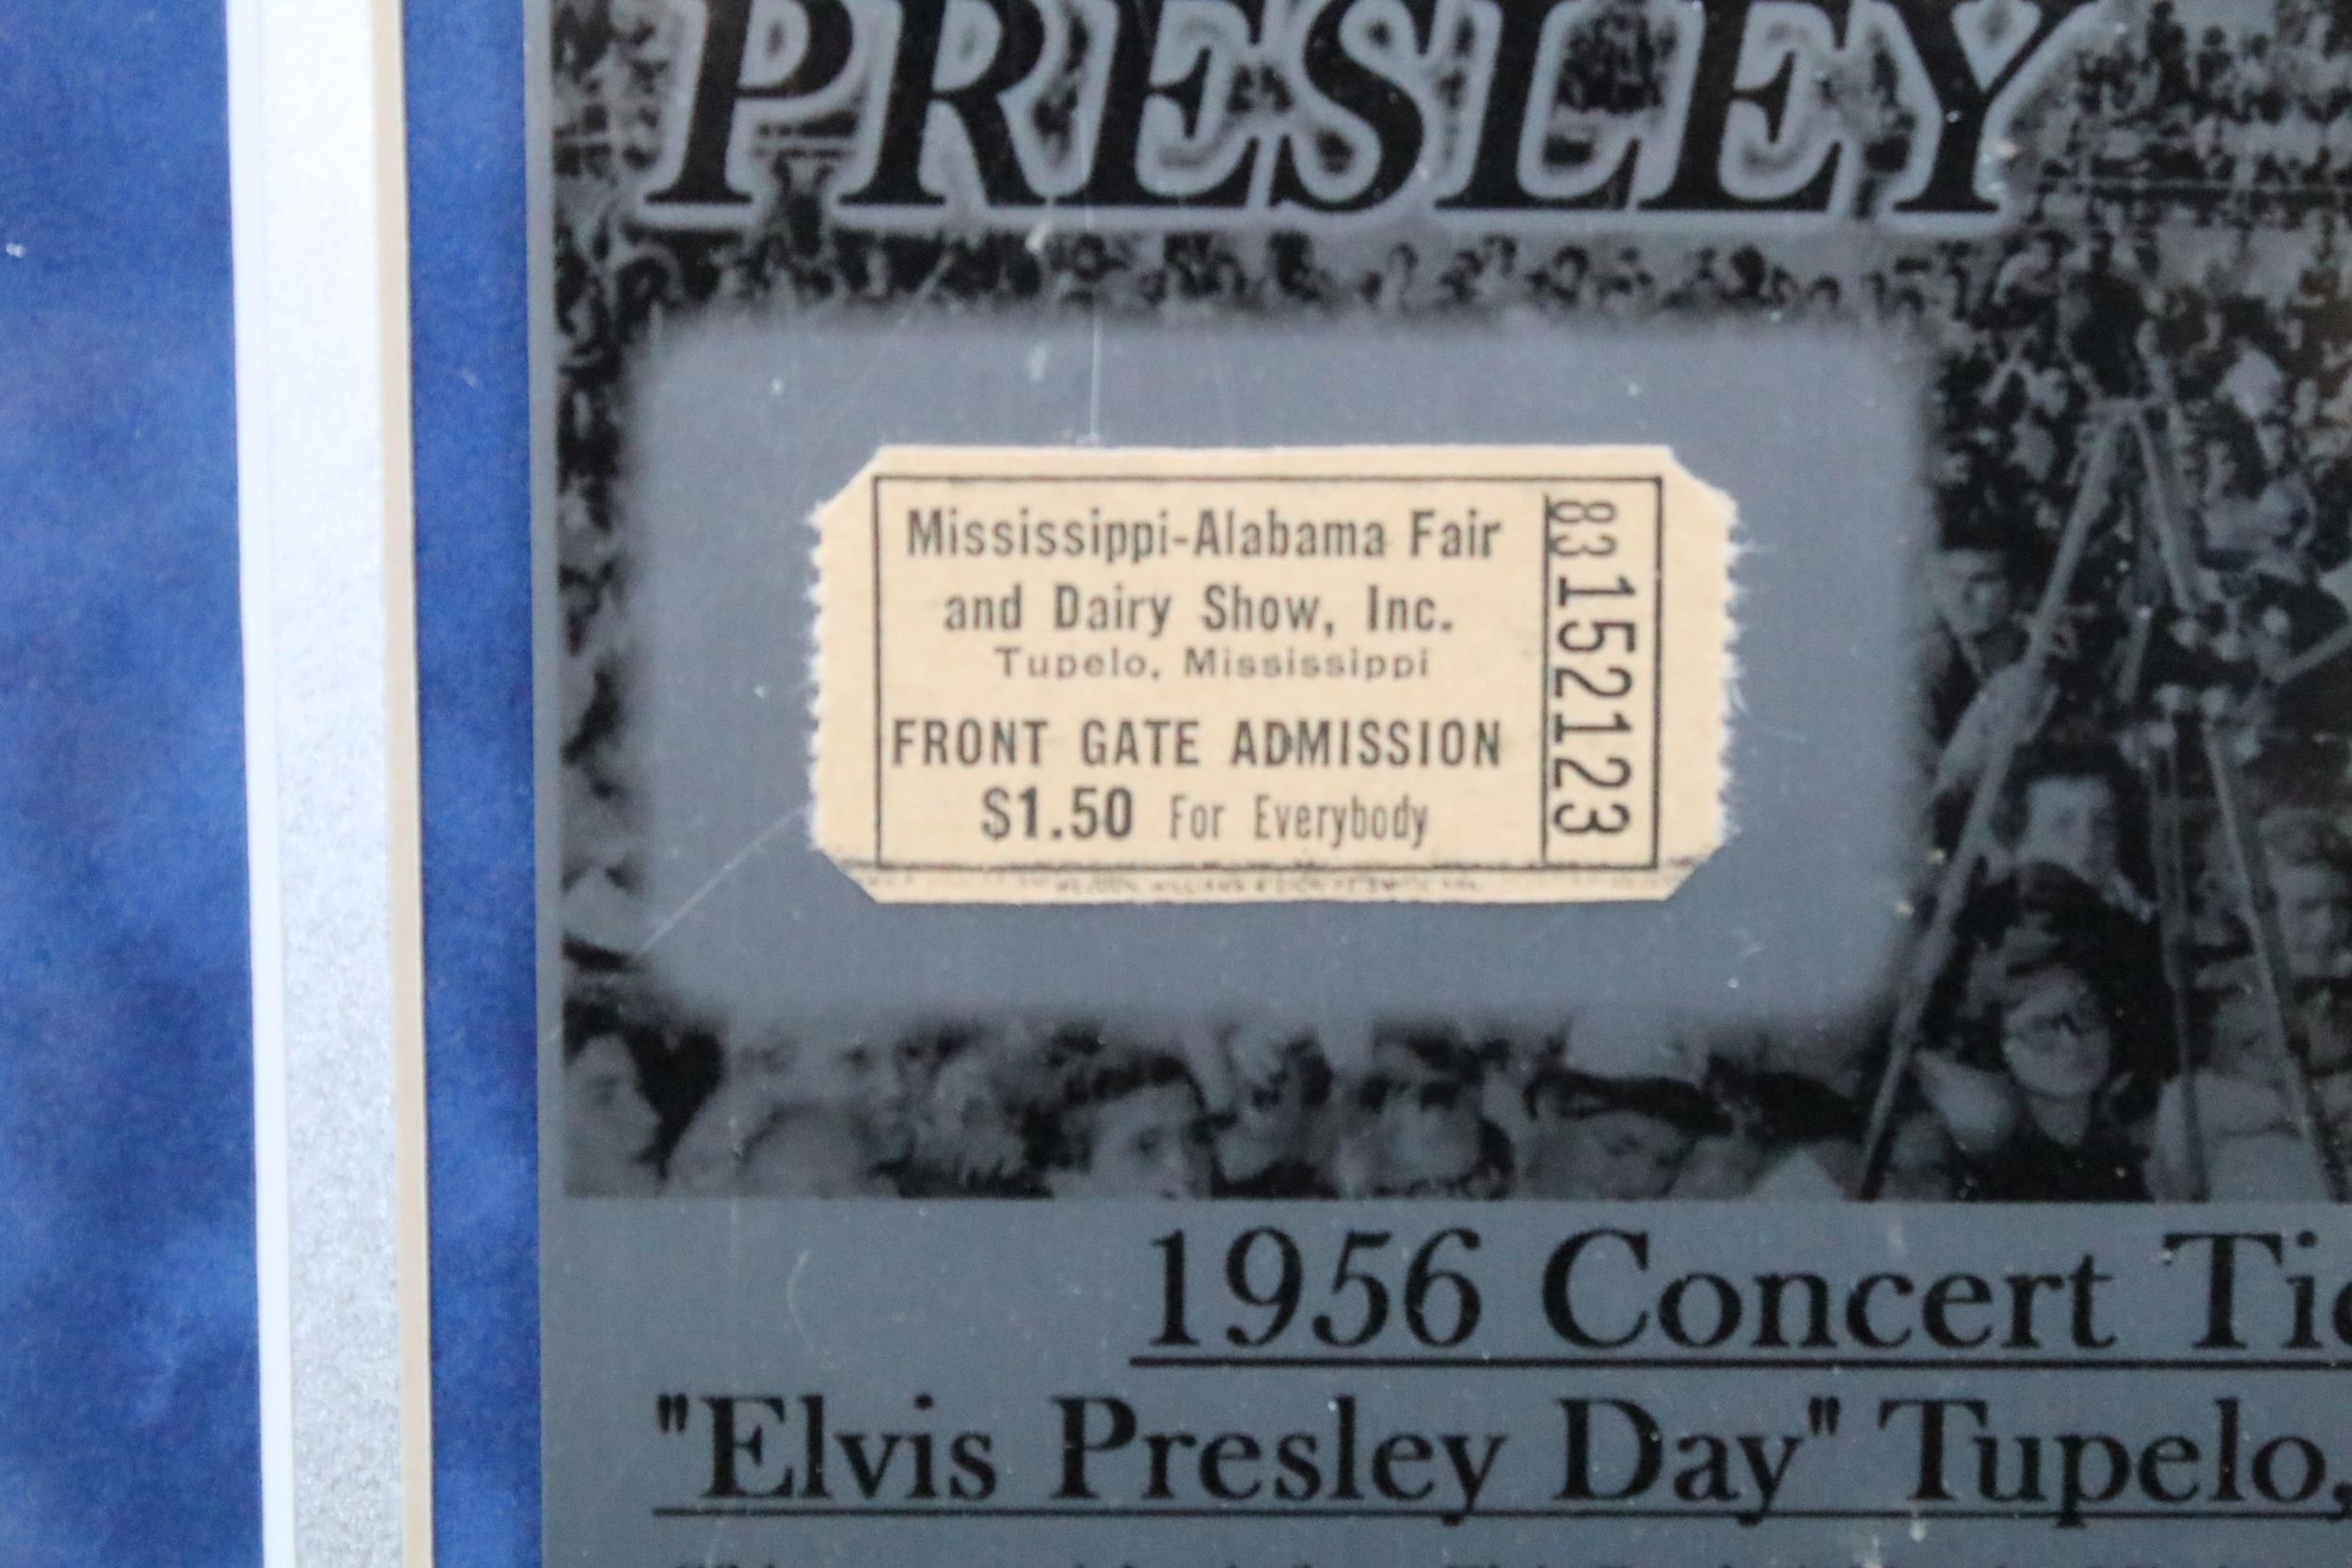 PRESLEY
Mississippi-Alabama Fair
and Dairy Show, Inc.
Tupelo, Mississippi
FRONT GATE ADMISSION
$1.50 For Everybody
83152123
1956 Concert
"Elvis Presley Day" Tupelo,